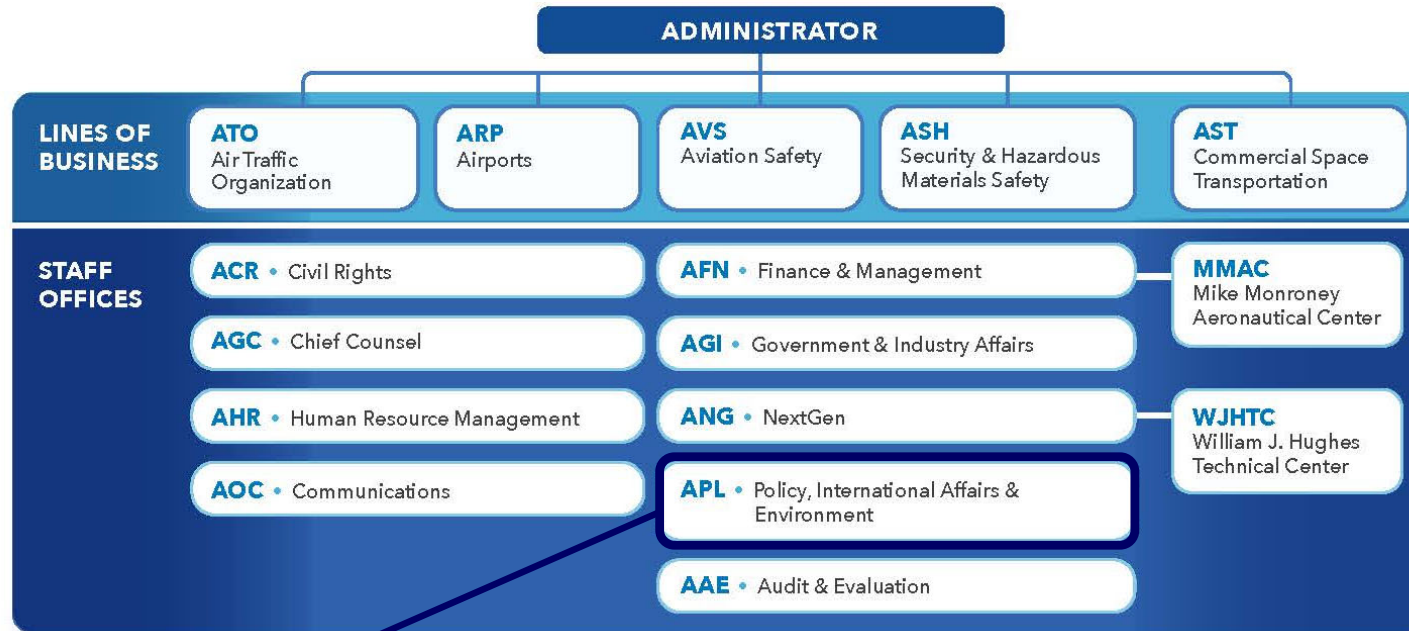 ADMINISTRATOR
LINES OF
BUSINESS
ATO
Air Traffic
Organization
ARP
Airports
AVS
Aviation Safety
ASH
Security & Hazardous
Materials Safety
AST
Commercial Space
Transportation
STAFF
OFFICES
ACR • Civil Rights
AGC • Chief Counsel
AHR • Human Resource Management
AOC • Communications
AFN • Finance & Management
AGI • Government & Industry Affairs
ANG • NextGen
APL • Policy, International Affairs &
Environment
AAE • Audit & Evaluation
MMAC
Mike Monroney
Aeronautical Center
WJHTC
William J. Hughes
Technical Center